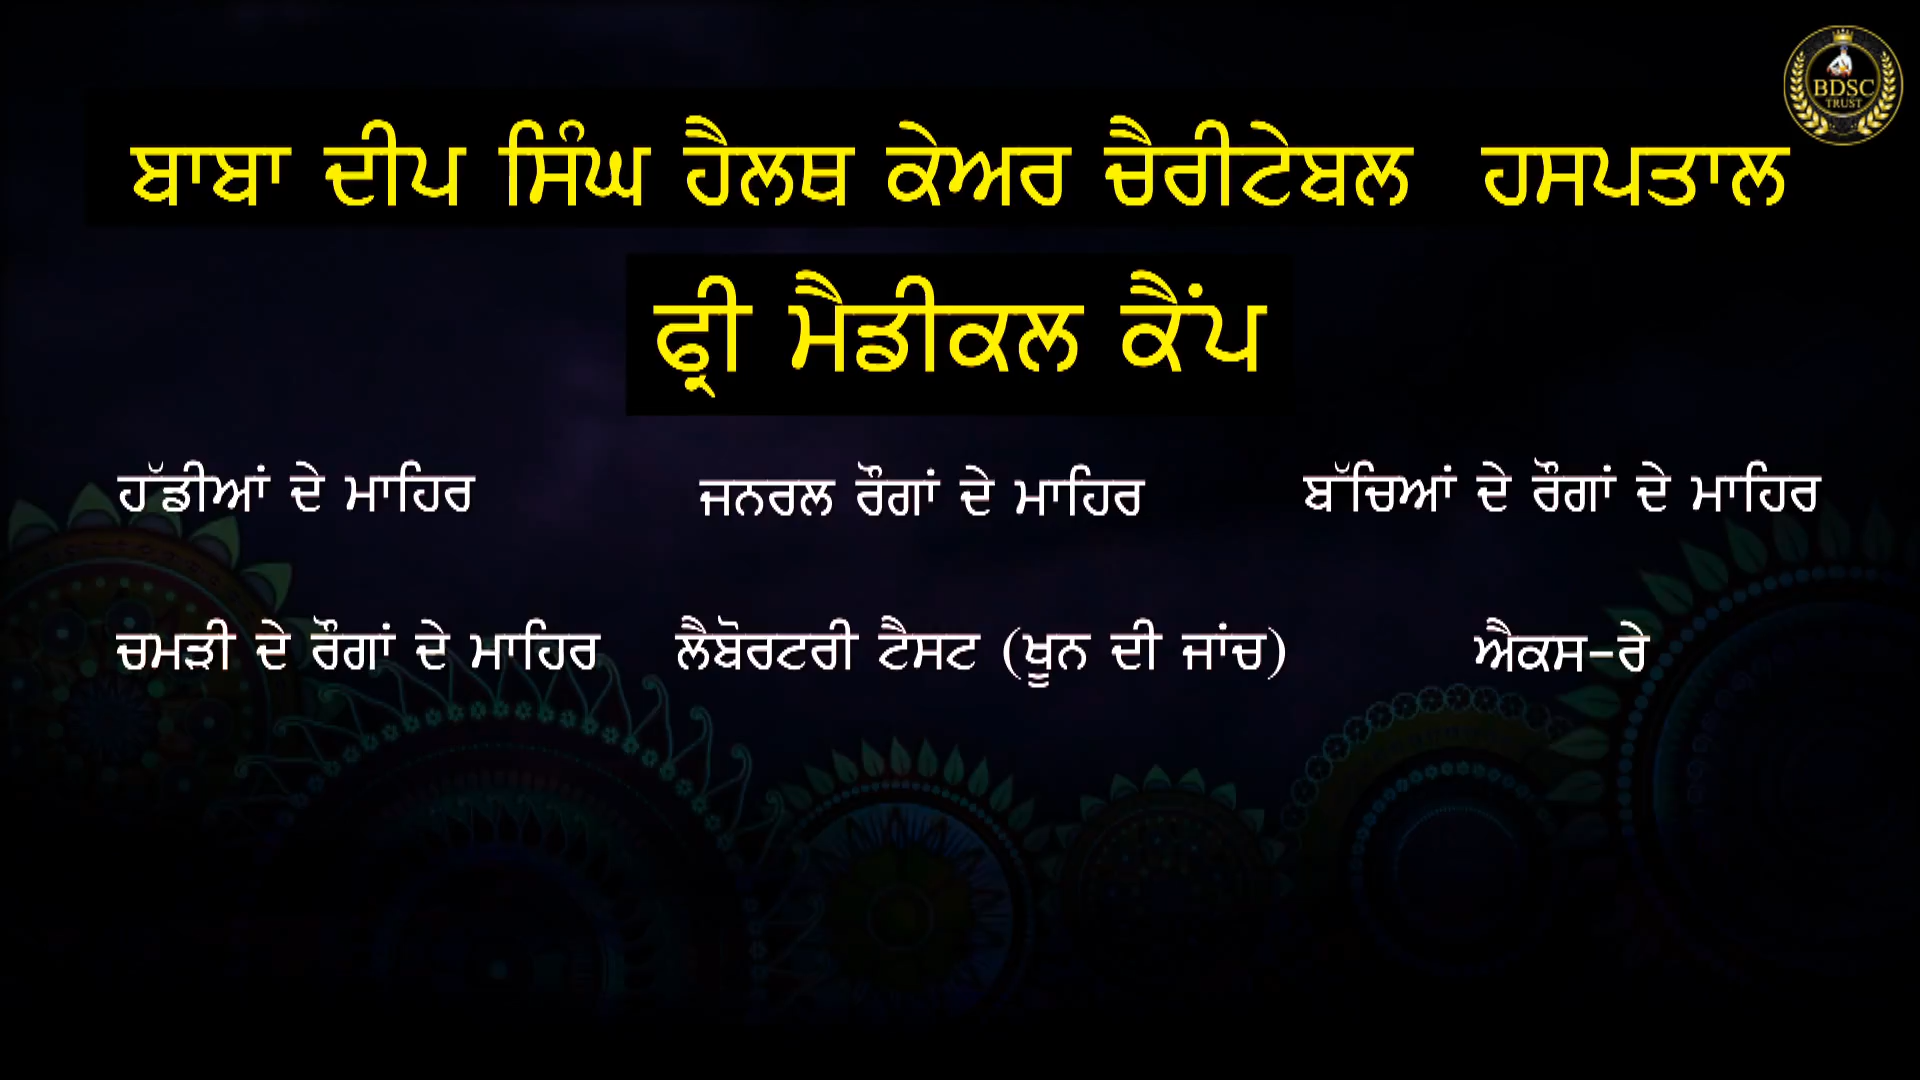 BDSC
TRUST
ਬਾਬਾ ਦੀਪ ਸਿੰਘ ਹੈਲਥ ਕੇਅਰ ਚੈਰੀਟੇਬਲ ਹਸਪਤਾਲ
ਫ੍ਰੀ ਮੈਡੀਕਲ ਕੈਂਪ
ਹੱਡੀਆਂ ਦੇ ਮਾਹਿਰ
ਜਨਰਲ ਰੌਗਾਂ ਦੇ ਮਾਹਿਰ
ਬੱਚਿਆਂ ਦੇ ਰੌਗਾਂ ਦੇ ਮਾਹਿਰ
ਚਮੜੀ ਦੇ ਰੌਗਾਂ ਦੇ ਮਾਹਿਰ
ਲੈਬੋਰਟਰੀ ਟੈਸਟ (ਖੂਨ ਦੀ ਜਾਂਚ)
ਐਕਸ-ਰੇ